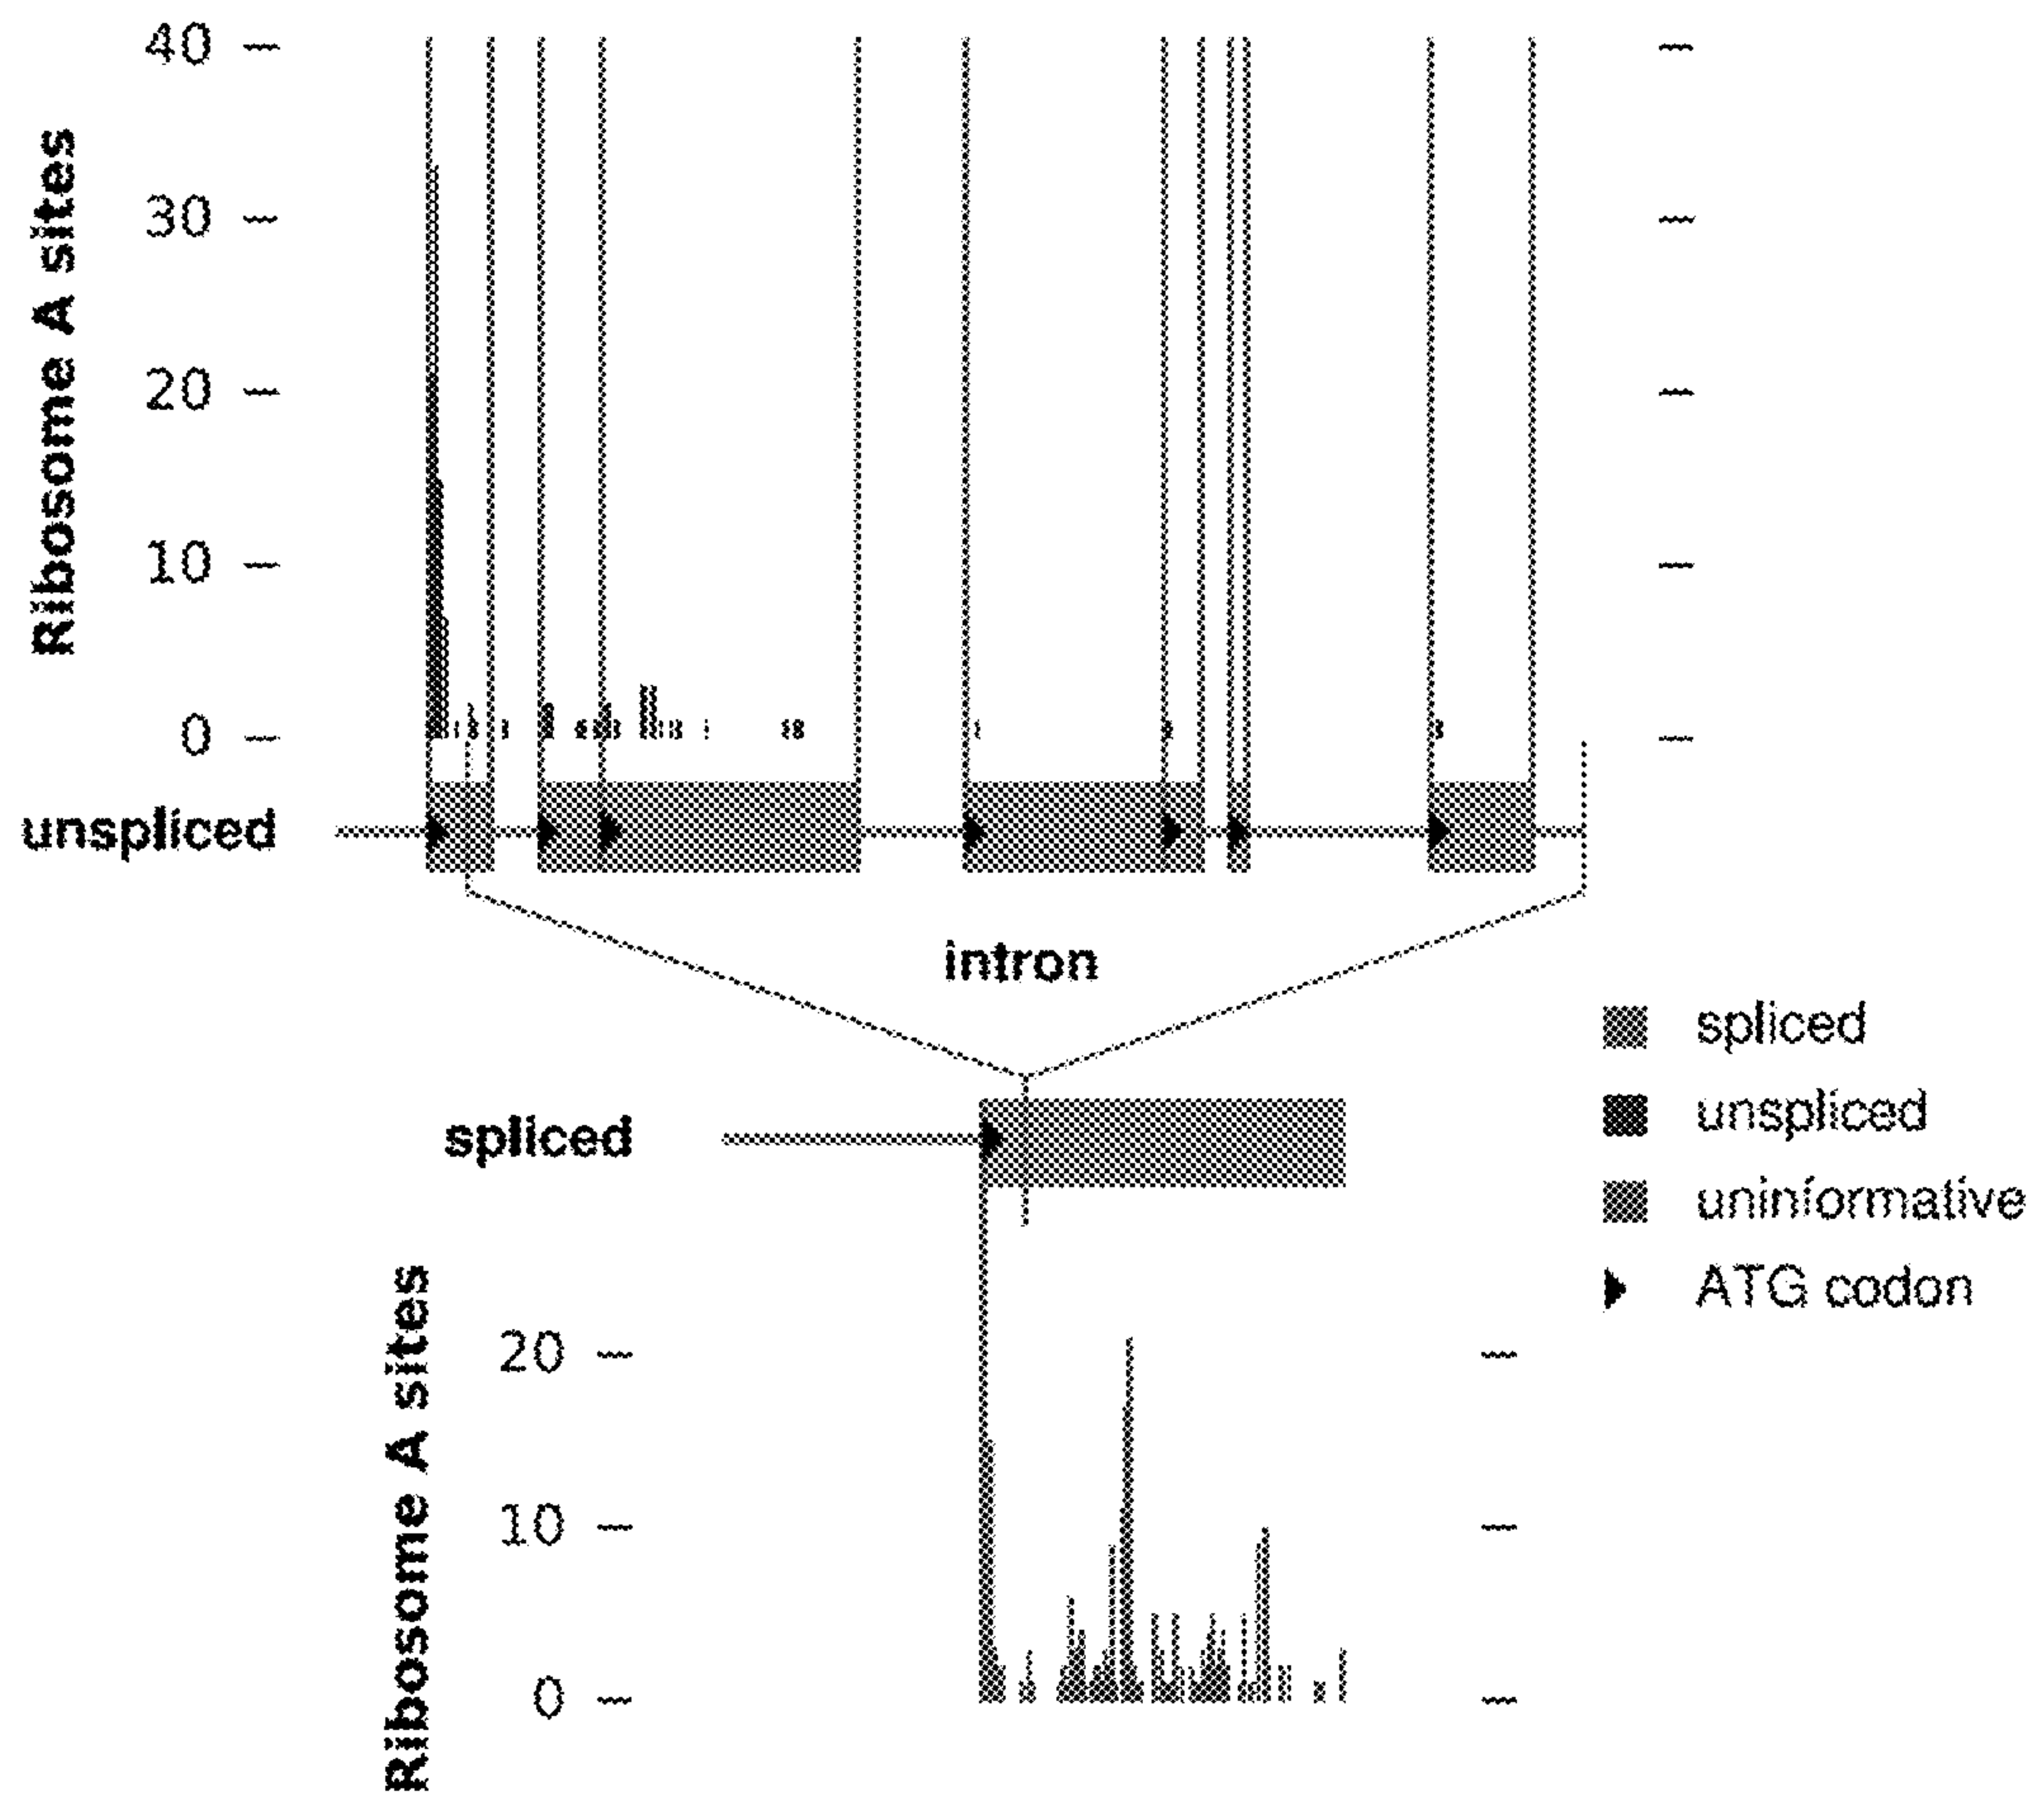 Ribosome A sites
40
30
20
10
0
unspliced
intron
spliced
spliced
unspliced
uninformative
ATG codon
Ribosome A sites
20
10
0